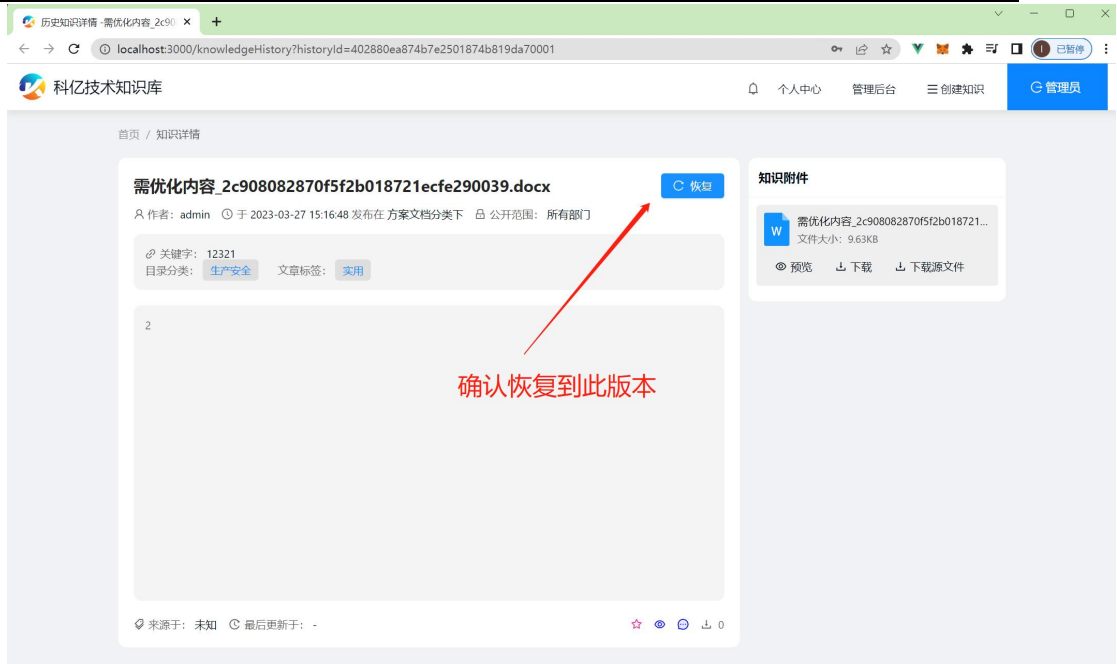 历史知识详情 -需优化内容_2c90
localhost:3000/knowledgeHistory?historyId=402880ea874b7e2501874b819da70001
已暂停
科亿技术知识库
个人中心
管理后台
创建知识
管理员
首页 / 知识详情
需优化内容_2c908082870f5f2b018721ecfe290039.docx
恢复
作者: admin 于 2023-03-27 15:16:48 发布在 方案文档分类下 公开范围: 所有部门
关键字: 12321
目录分类: 生产安全 文章标签: 实用
2
确认恢复到此版本
来源于: 未知 最后更新于: -
0
知识附件
W
需优化内容_2c908082870f5f2b018721...
文件大小: 9.63KB
预览 下载 下载源文件